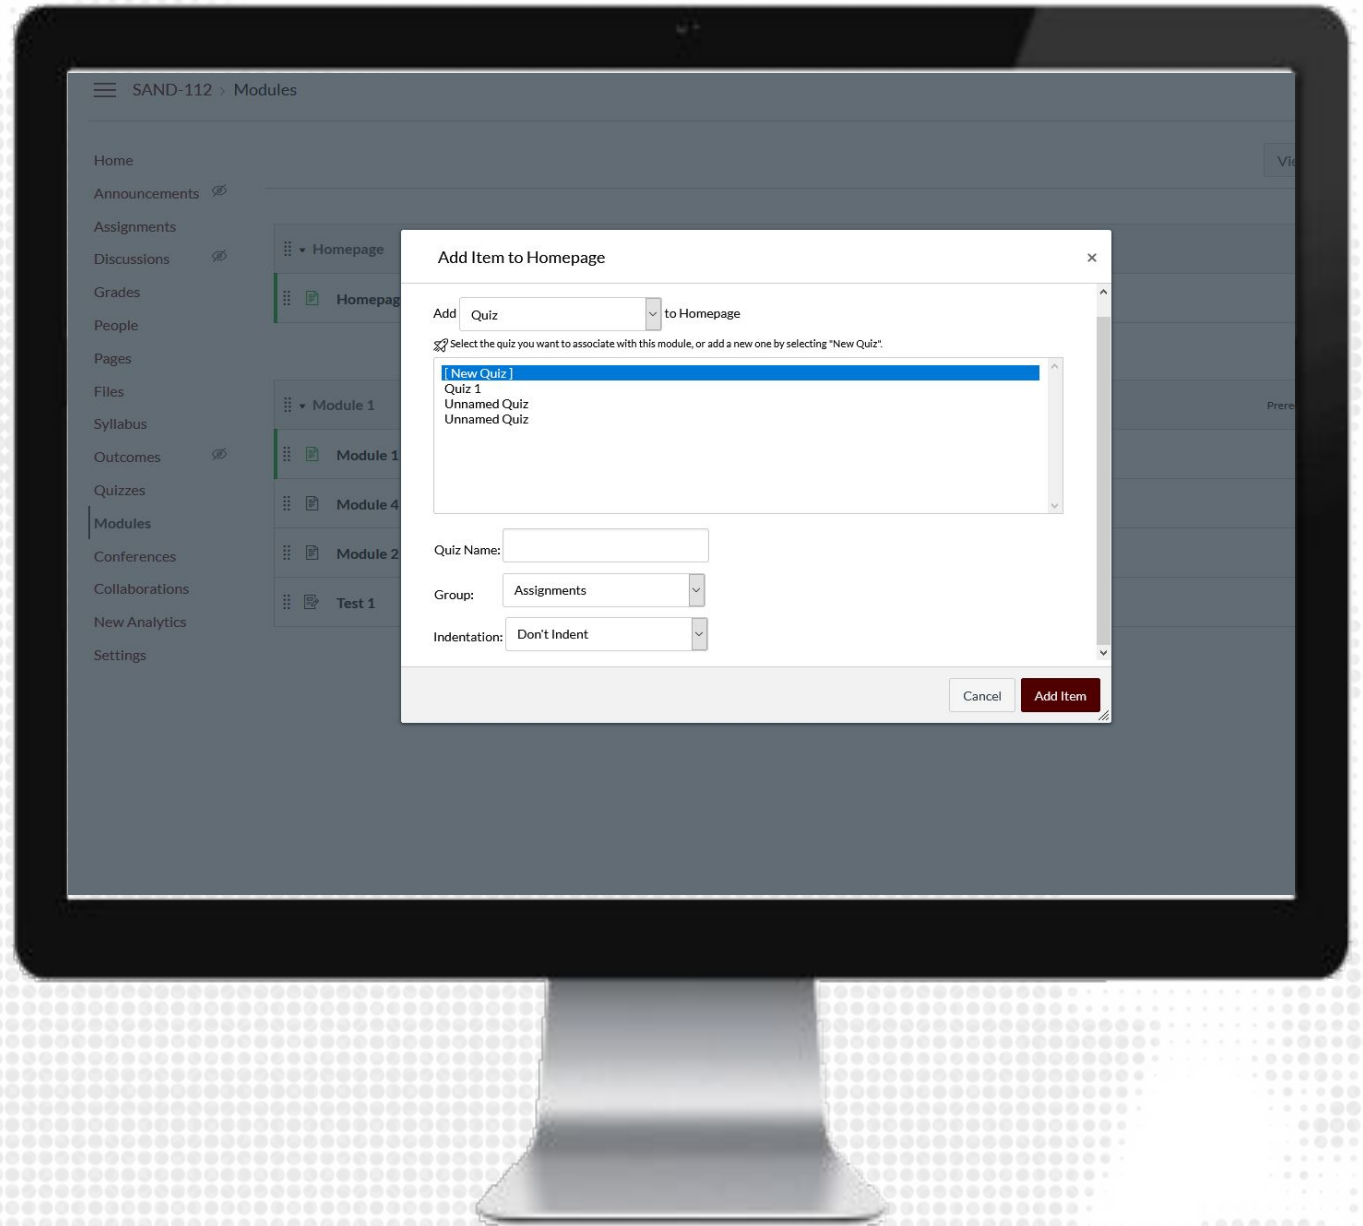 SAND-112 › Modules
Home
Announcements
Assignments
Discussions
Grades
People
Pages
Files
Syllabus
Outcomes
Quizzes
Modules
Conferences
Collaborations
New Analytics
Settings
Homepage
Module 1
Module 1
Module 4
Module 2
Test 1
Add Item to Homepage
×
Add Quiz to Homepage
Select the quiz you want to associate with this module, or add a new one by selecting "New Quiz".
[ New Quiz ]
Quiz 1
Unnamed Quiz
Unnamed Quiz
Quiz Name:
Group: Assignments
Indentation: Don't Indent
Cancel Add Item